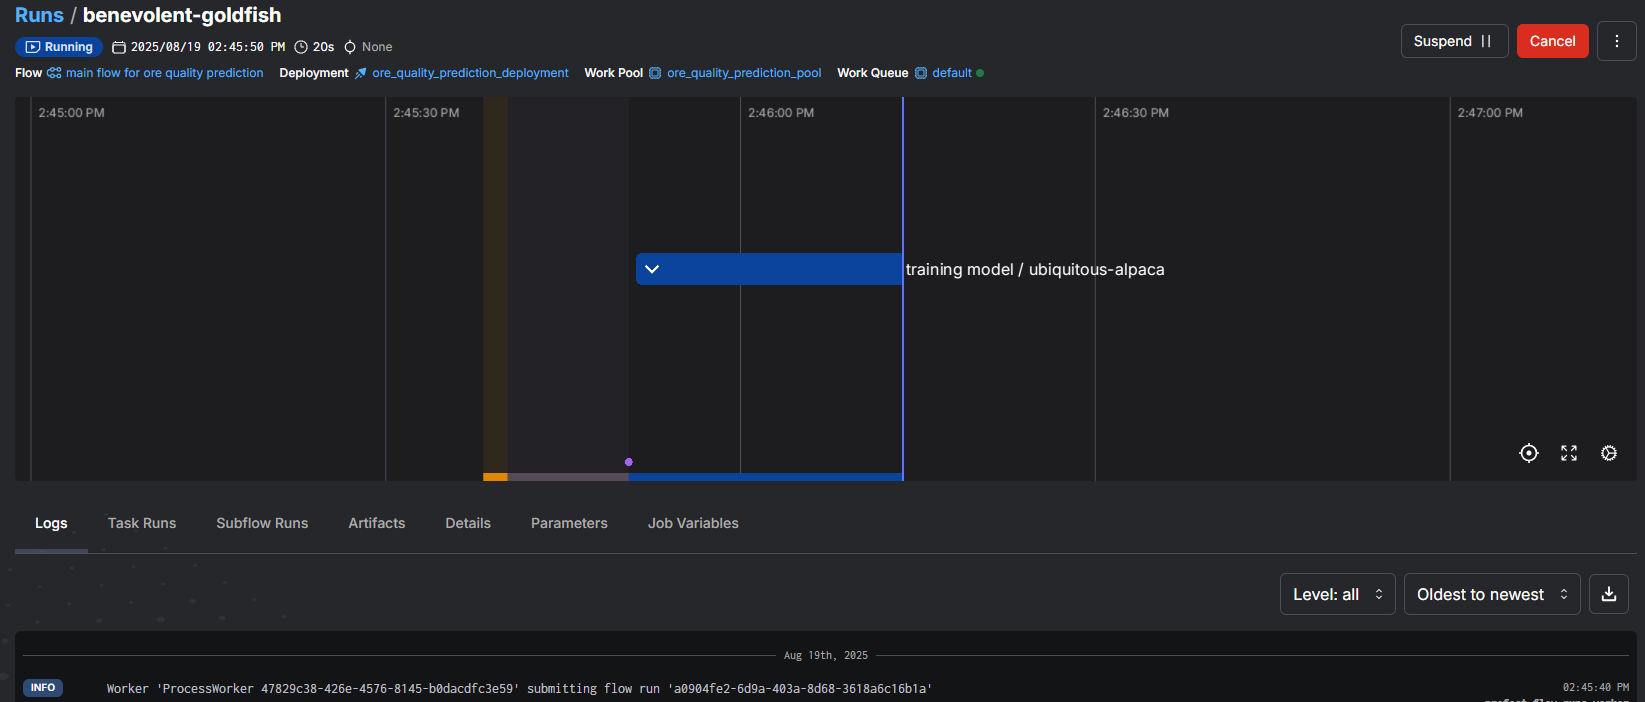 Runs / benevolent-goldfish
Running 2025/08/19 02:45:50 PM 20s None
Suspend Cancel
Flow main flow for ore quality prediction Deployment ore_quality_prediction_deployment Work Pool ore_quality_prediction_pool Work Queue default
2:45:00 PM 2:45:30 PM 2:46:00 PM 2:46:30 PM 2:47:00 PM
training model / ubiquitous-alpaca
Logs Task Runs Subflow Runs Artifacts Details Parameters Job Variables
Level: all Oldest to newest
Aug 19th, 2025
INFO Worker 'ProcessWorker 47829c38-426e-4576-8145-b0dacdfc3e59' submitting flow run 'a0904fe2-6d9a-403a-8d68-3618a6c16b1a' 02:45:40 PM